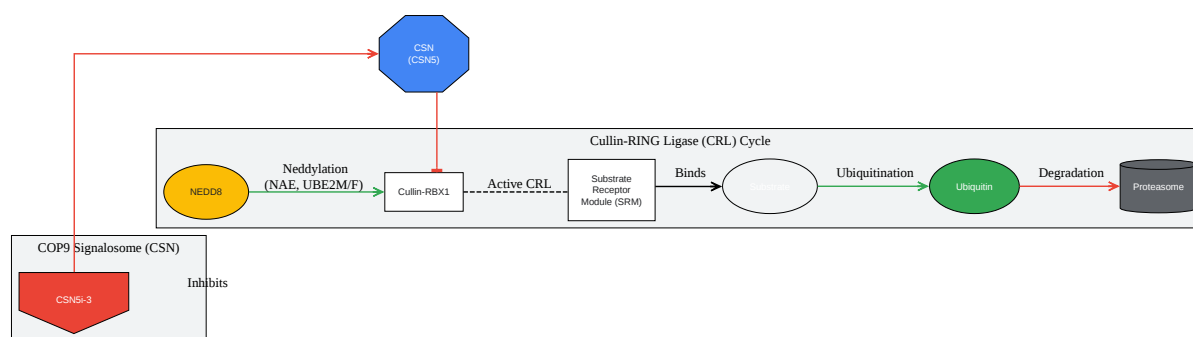 CSN
(CSN5)
Cullin-RING Ligase (CRL) Cycle
NEDD8
Neddylation
(NAE, UBE2M/F)
Cullin-RBX1
Active CRL
Substrate
Receptor
Module (SRM)
Binds
Substrate
Ubiquitination
Ubiquitin
Degradation
Proteasome
COP9 Signalosome (CSN)
Inhibits
CSN5i-3